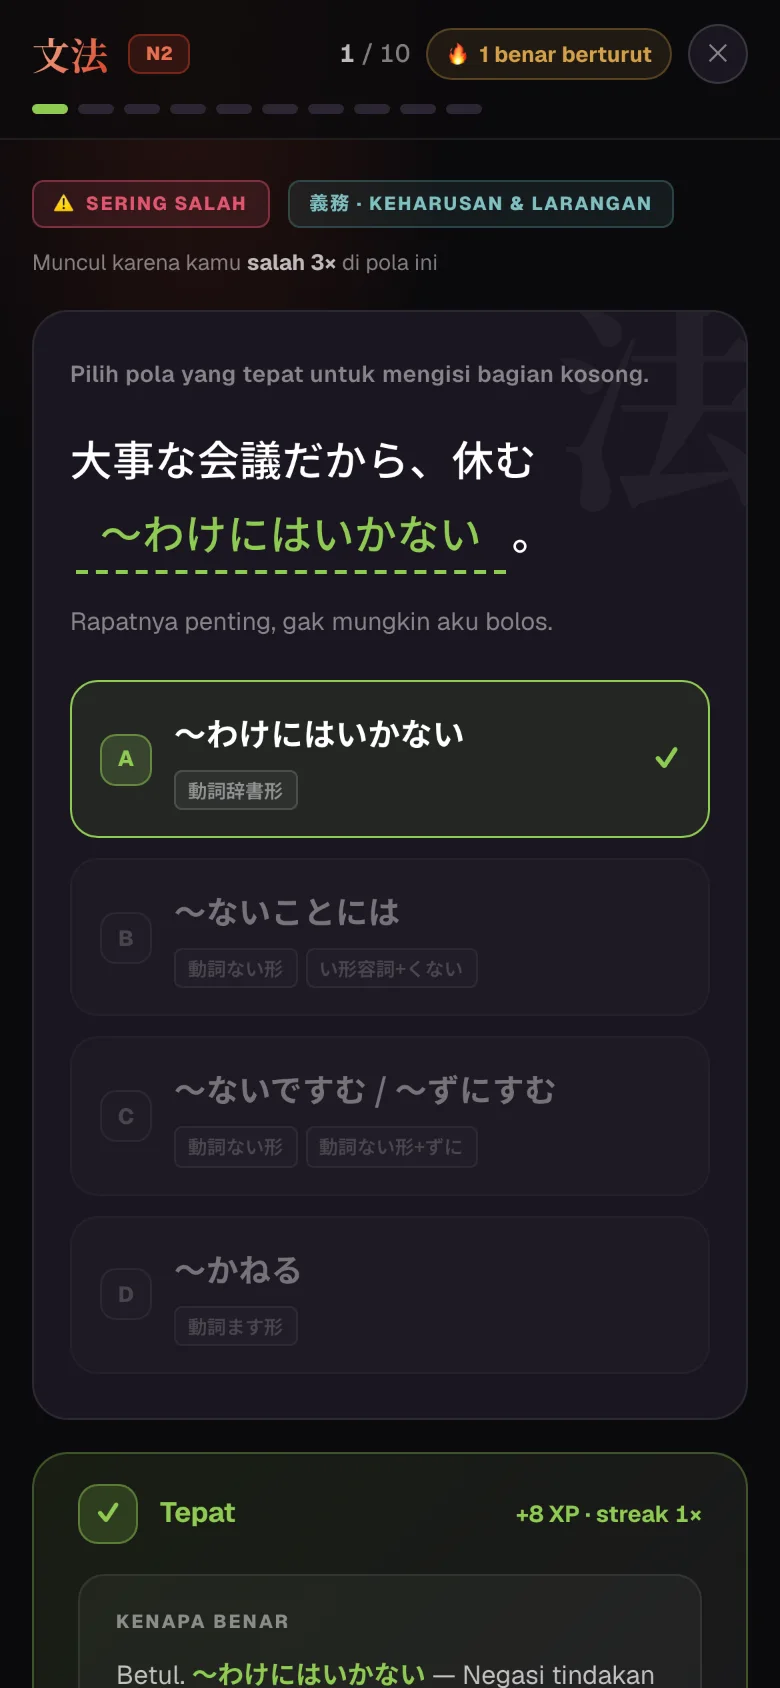 文法 N2 1 / 10 🔥 1 benar berturut ×
⚠️ SERING SALAH 義務 · KEHARUSAN & LARANGAN
Muncul karena kamu salah 3× di pola ini
法
Pilih pola yang tepat untuk mengisi bagian kosong.
大事な会議だから、休む
〜わけにはいかない 。
Rapatnya penting, gak mungkin aku bolos.
A 〜わけにはいかない ✓
動詞辞書形
B 〜ないことには
動詞ない形 い形容詞+くない
C 〜ないですむ / 〜ずにすむ
動詞ない形 動詞ない形+ずに
D 〜かねる
動詞ます形
✓ Tepat +8 XP · streak 1×
KENAPA BENAR
Betul. 〜わけにはいかない — Negasi tindakan